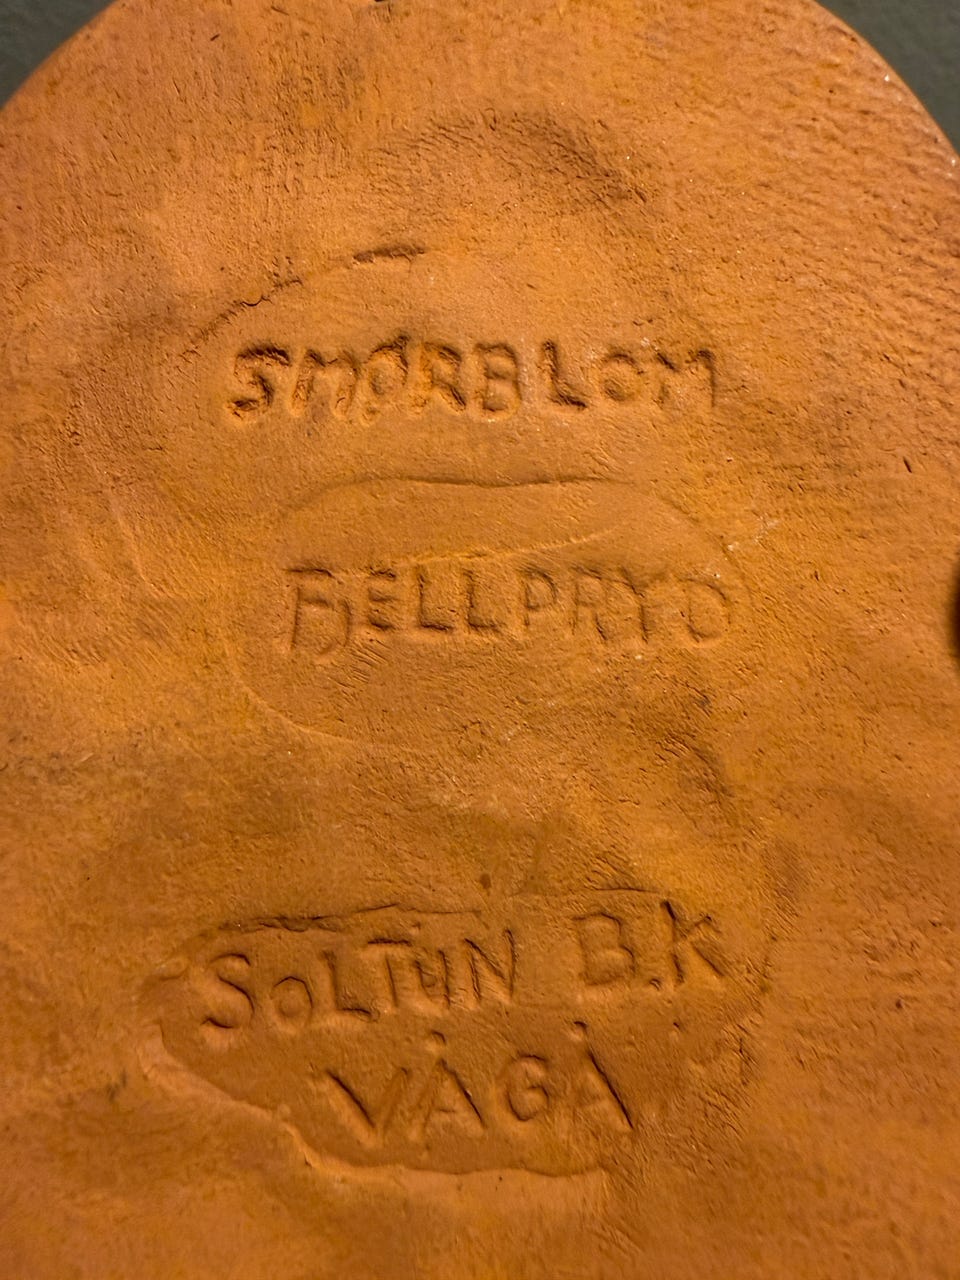 SMØRBLOM
FJELLPRYD
SOLTUN B.K
VÅGÅ